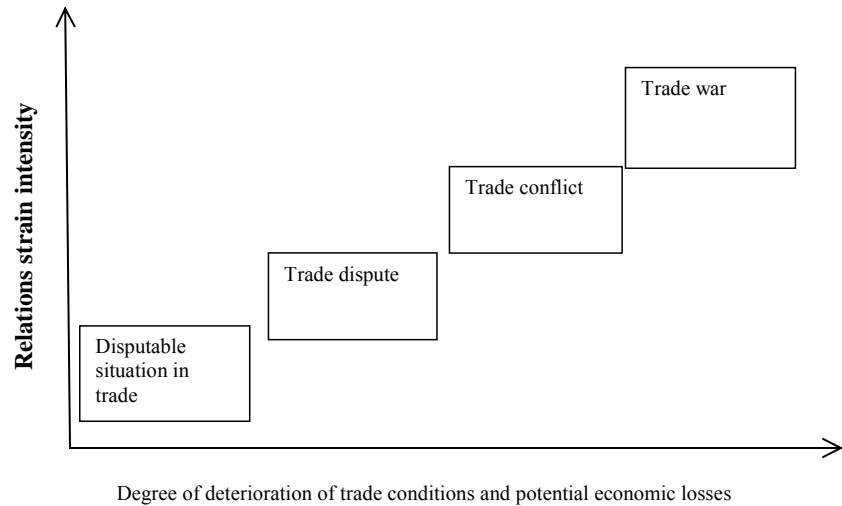 Relations strain intensity
Trade war
Trade conflict
Trade dispute
Disputable
situation in
trade
Degree of deterioration of trade conditions and potential economic losses